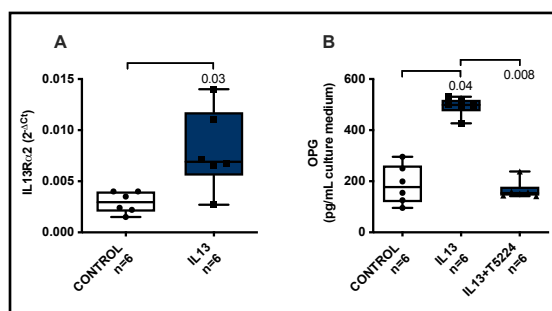 A
IL13Rα2 (2-ΔCt)
0.015
0.010
0.005
0.000
0.03
CONTROL
n=6
IL13
n=6
B
OPG
(pg/mL culture medium)
600
400
200
0
0.04
0.008
CONTROL
n=6
IL13
n=6
IL13+T5224
n=6